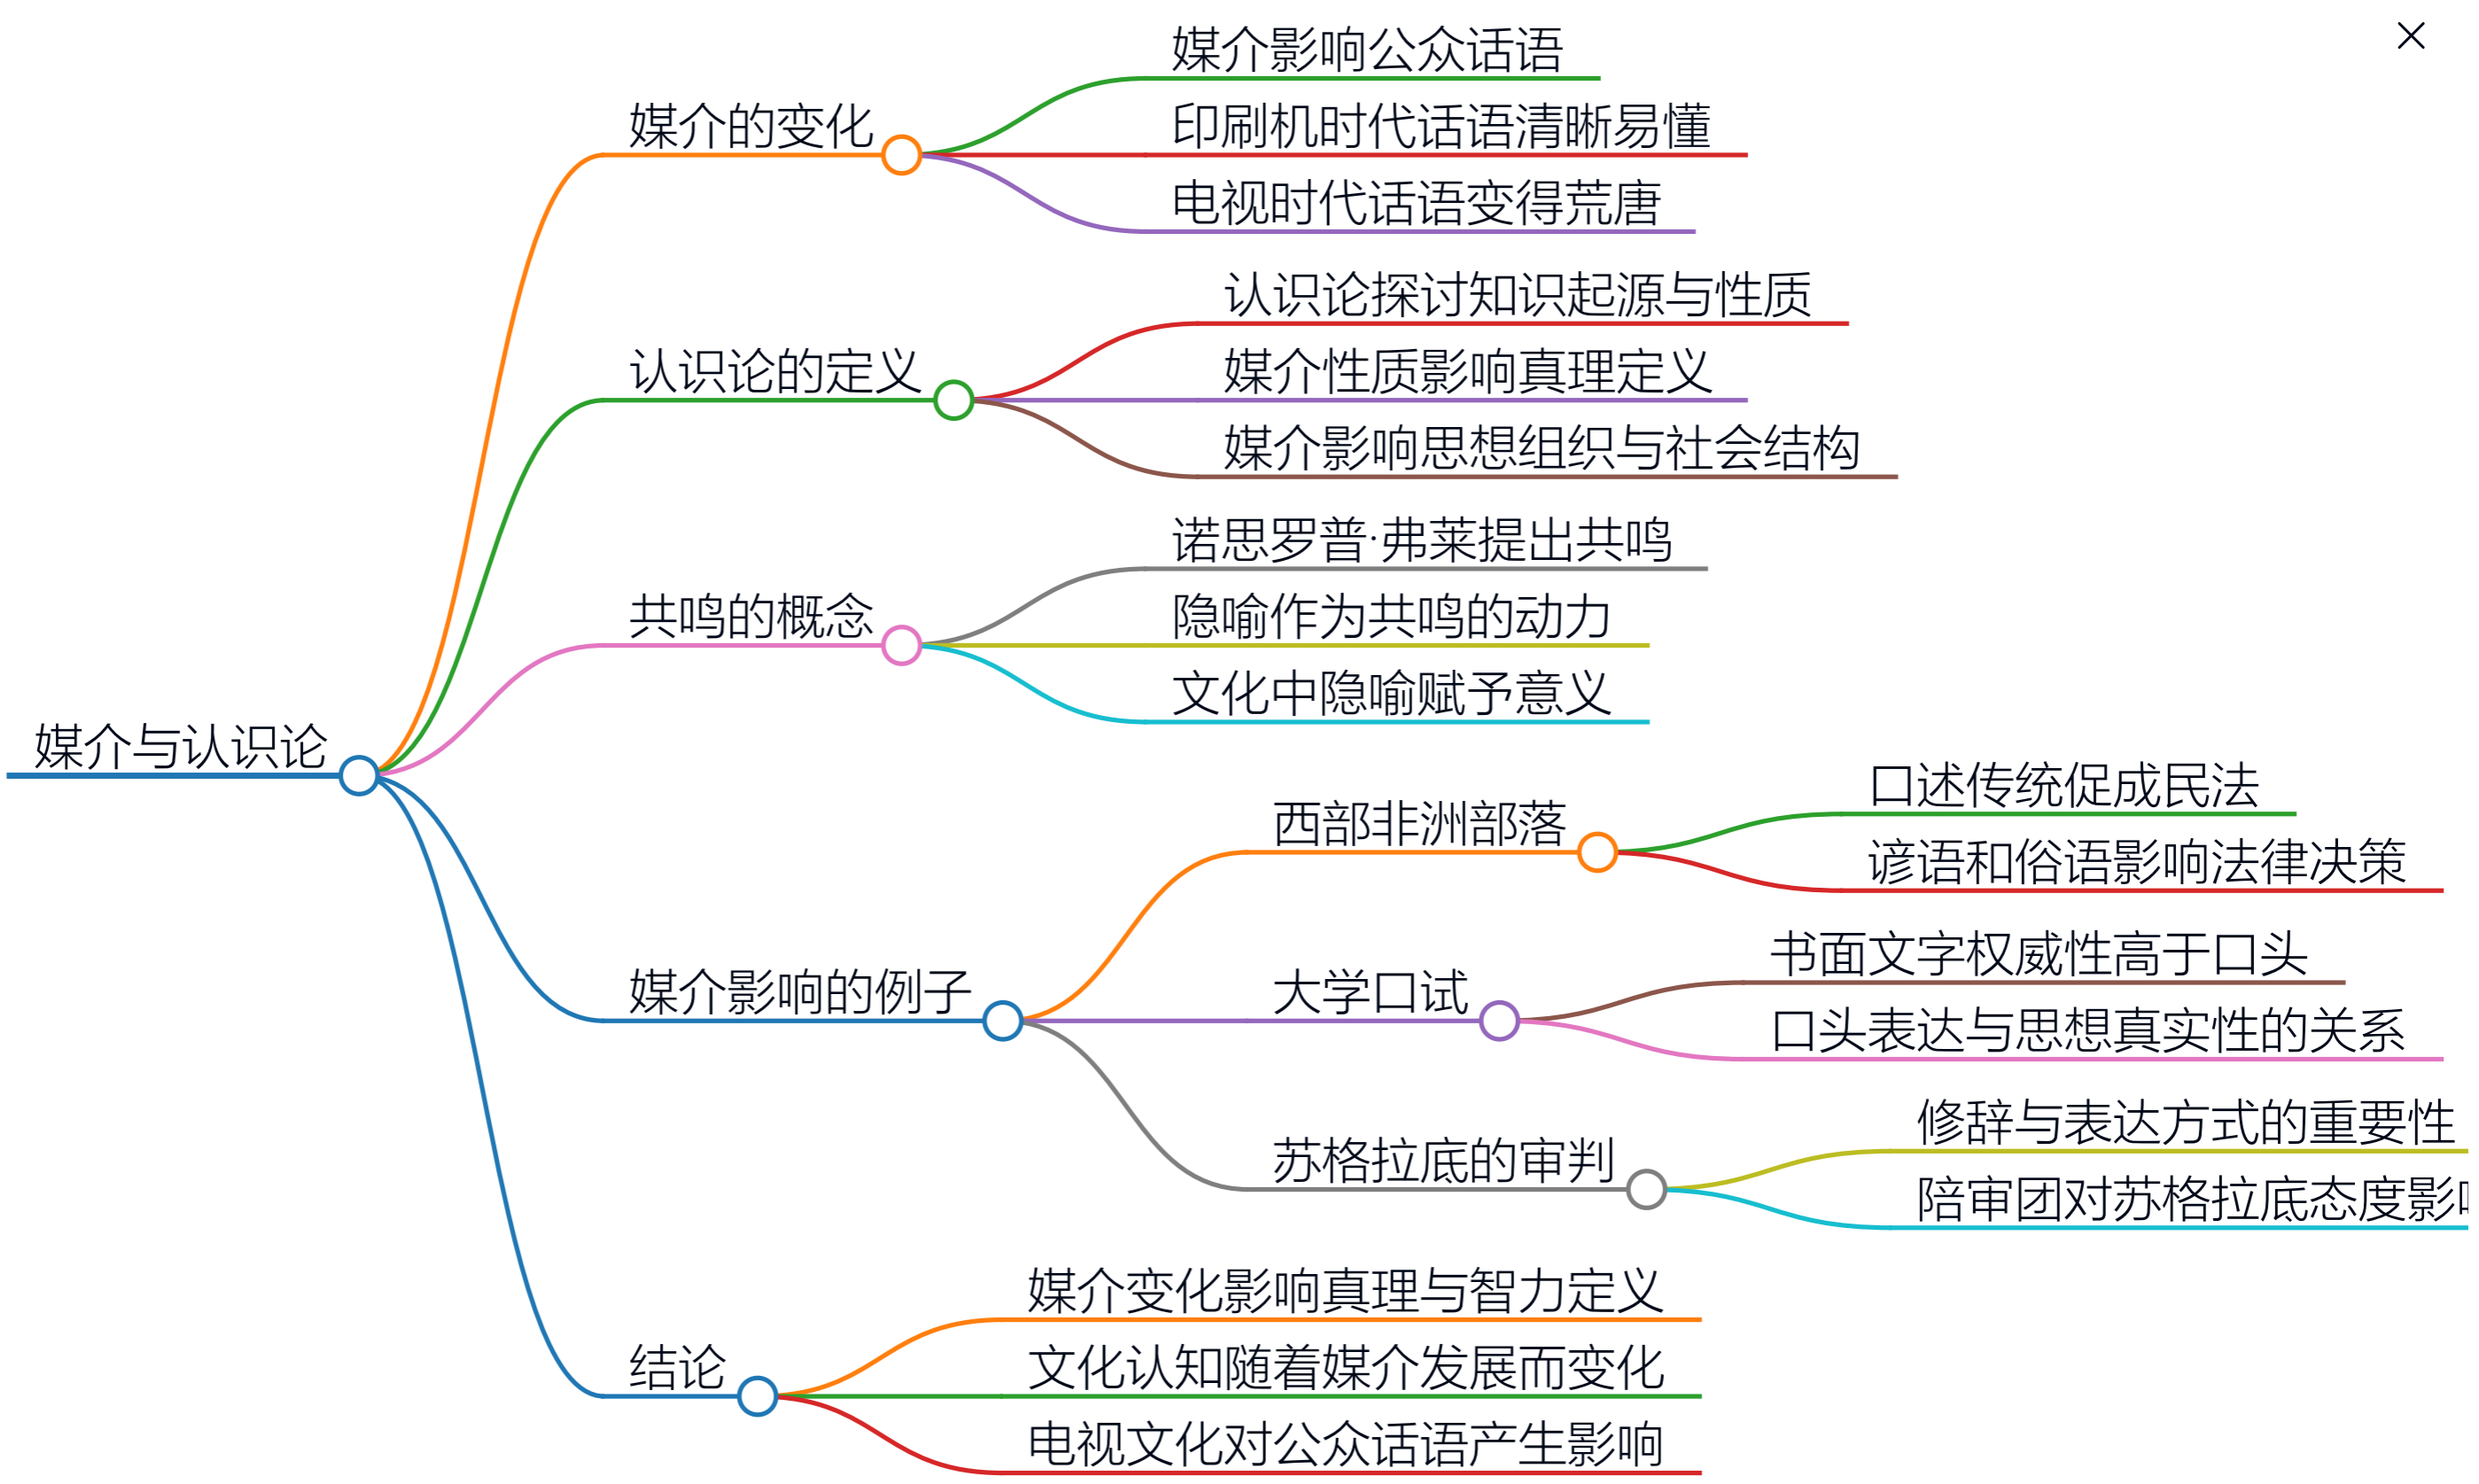 媒介与认识论
媒介的变化
媒介影响公众话语
印刷机时代话语清晰易懂
电视时代话语变得荒唐
认识论的定义
认识论探讨知识起源与性质
媒介性质影响真理定义
媒介影响思想组织与社会结构
共鸣的概念
诺思罗普·弗莱提出共鸣
隐喻作为共鸣的动力
文化中隐喻赋予意义
媒介影响的例子
西部非洲部落
口述传统促成民法
谚语和俗语影响法律决策
大学口试
书面文字权威性高于口头
口头表达与思想真实性的关系
苏格拉底的审判
修辞与表达方式的重要性
陪审团对苏格拉底态度影
结论
媒介变化影响真理与智力定义
文化认知随着媒介发展而变化
电视文化对公众话语产生影响